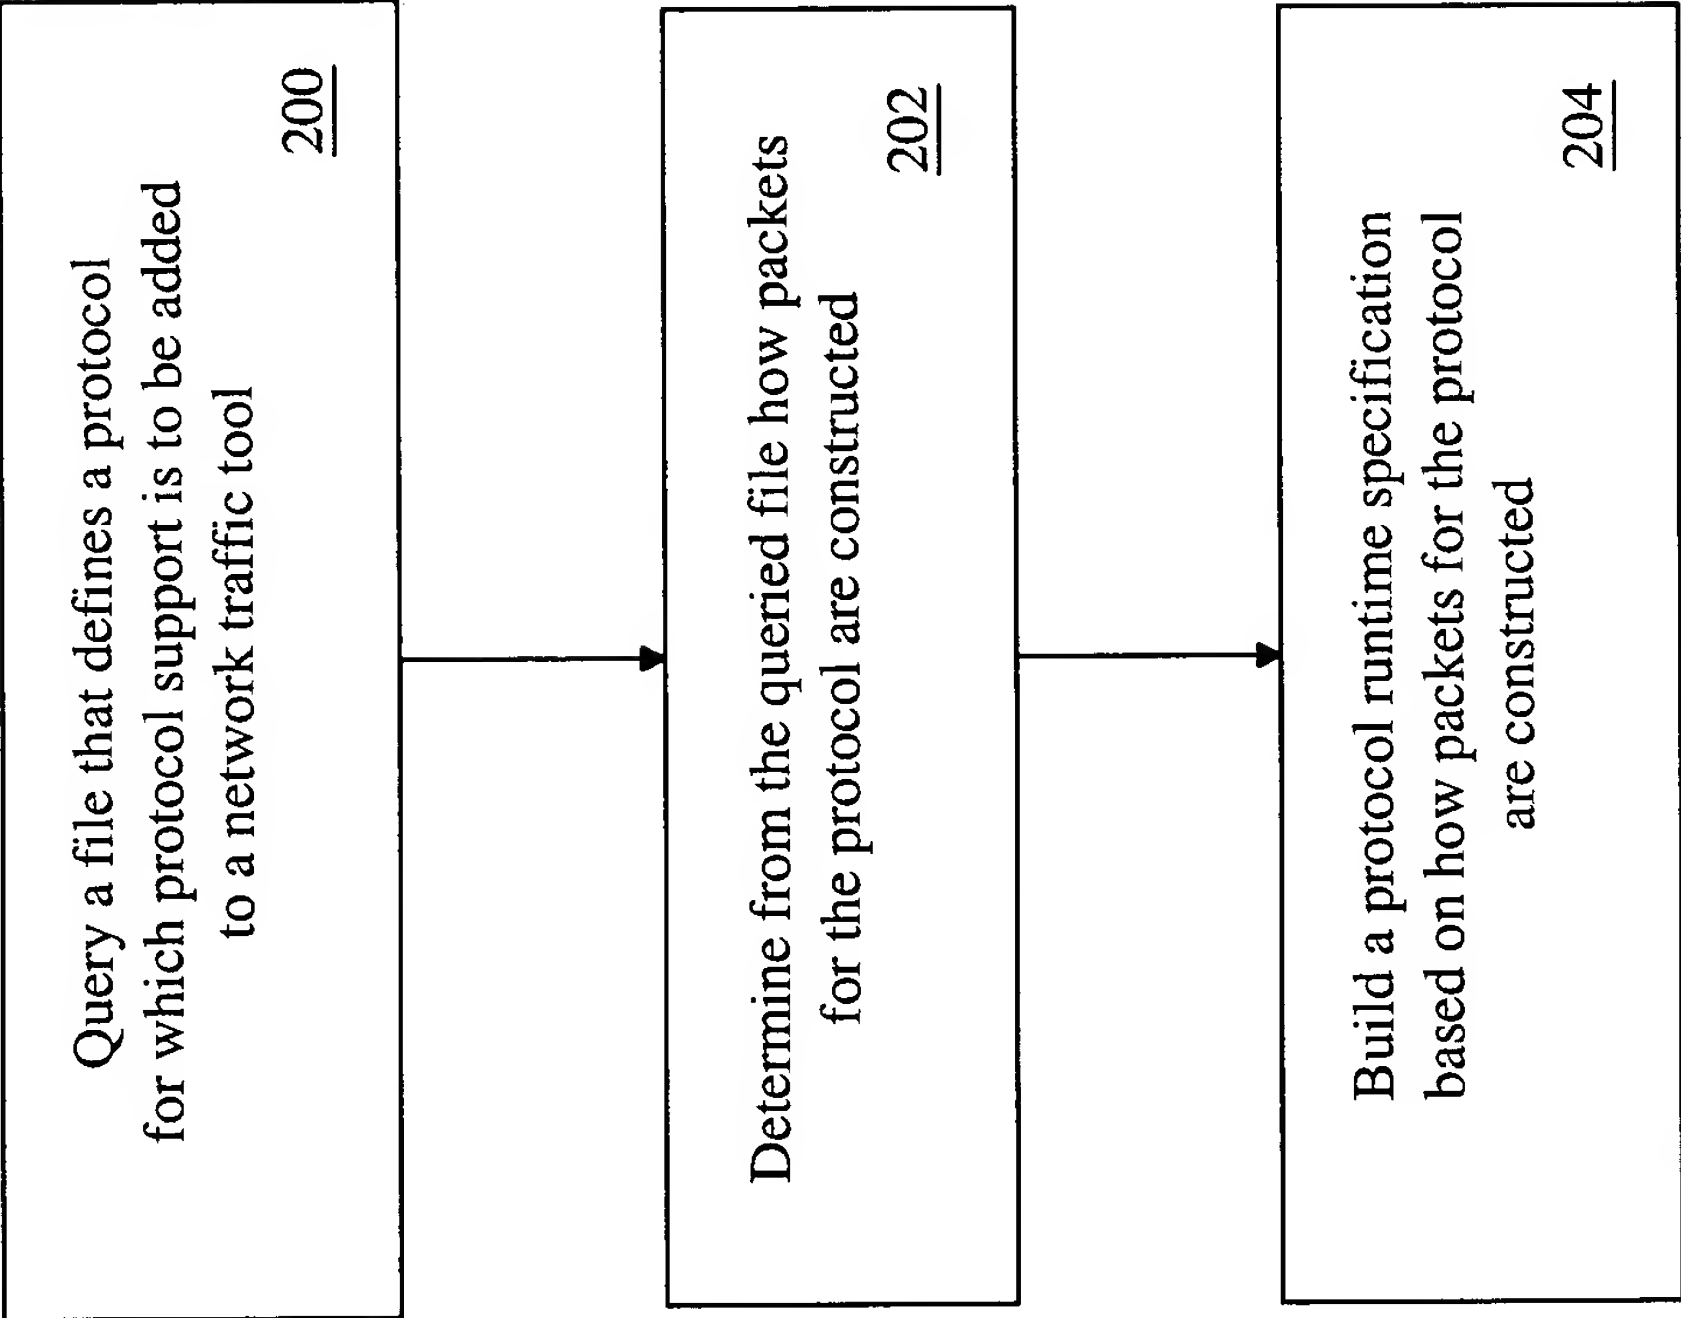 Query a file that defines a protocol
for which protocol support is to be added
to a network traffic tool
200
Determine from the queried file how packets
for the protocol are constructed
202
Build a protocol runtime specification
based on how packets for the protocol
are constructed
204